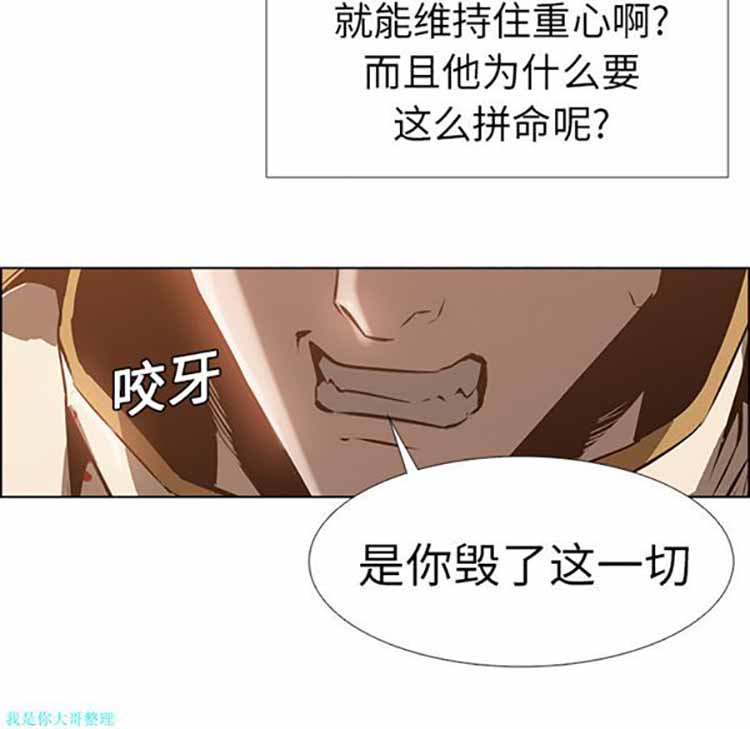 就能维持住重心啊?
而且他为什么要
这么拼命呢?
咬牙
是你毁了这一切
我是你大哥整理